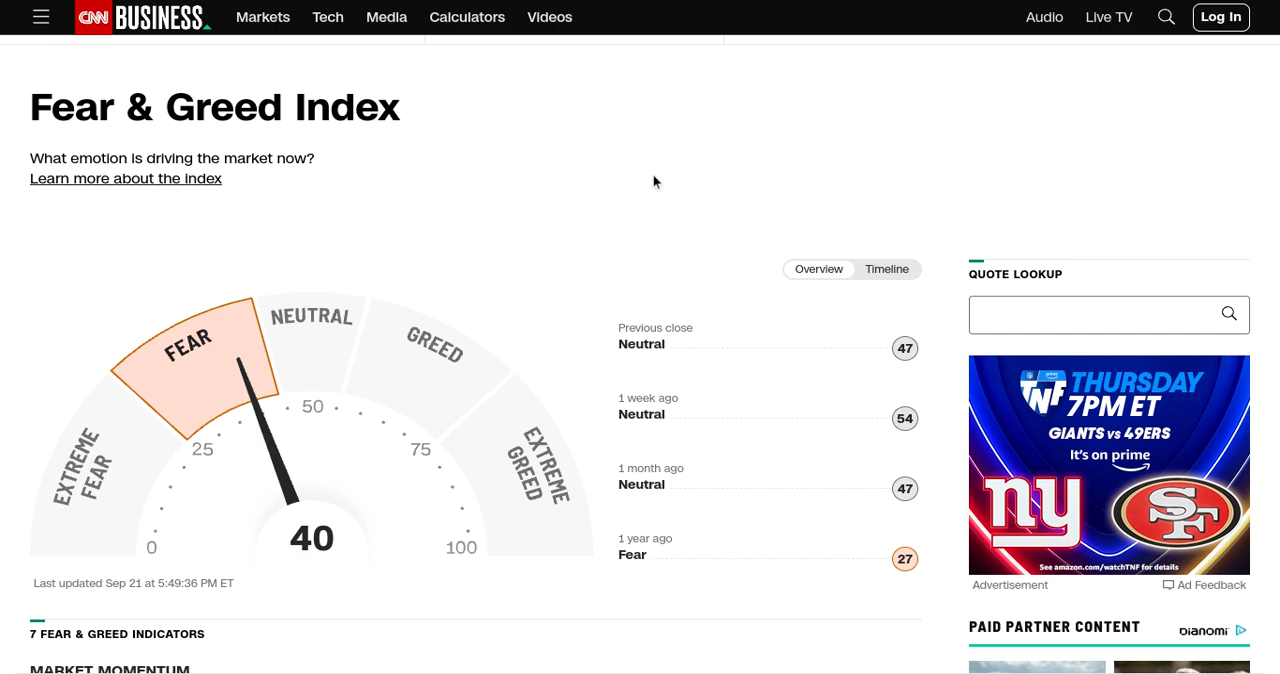 CNN BUSINESS
Markets Tech Media Calculators Videos
Audio Live TV Log In
Fear & Greed Index
What emotion is driving the market now?
Learn more about the index
Overview Timeline
EXTREME FEAR
FEAR
NEUTRAL
GREED
EXTREME GREED
0
25
50
75
100
40
Last updated Sep 21 at 5:49:36 PM ET
Previous close
Neutral 47
1 week ago
Neutral 54
1 month ago
Neutral 47
1 year ago
Fear 27
7 FEAR & GREED INDICATORS
MARKET MOMENTUM
QUOTE LOOKUP
NFL prime
TNF
THURSDAY
7PM ET
GIANTS vs 49ERS
It's on prime
ny
SF
See amazon.com/watchTNF for details
Advertisement Ad Feedback
PAID PARTNER CONTENT
DIANOMI